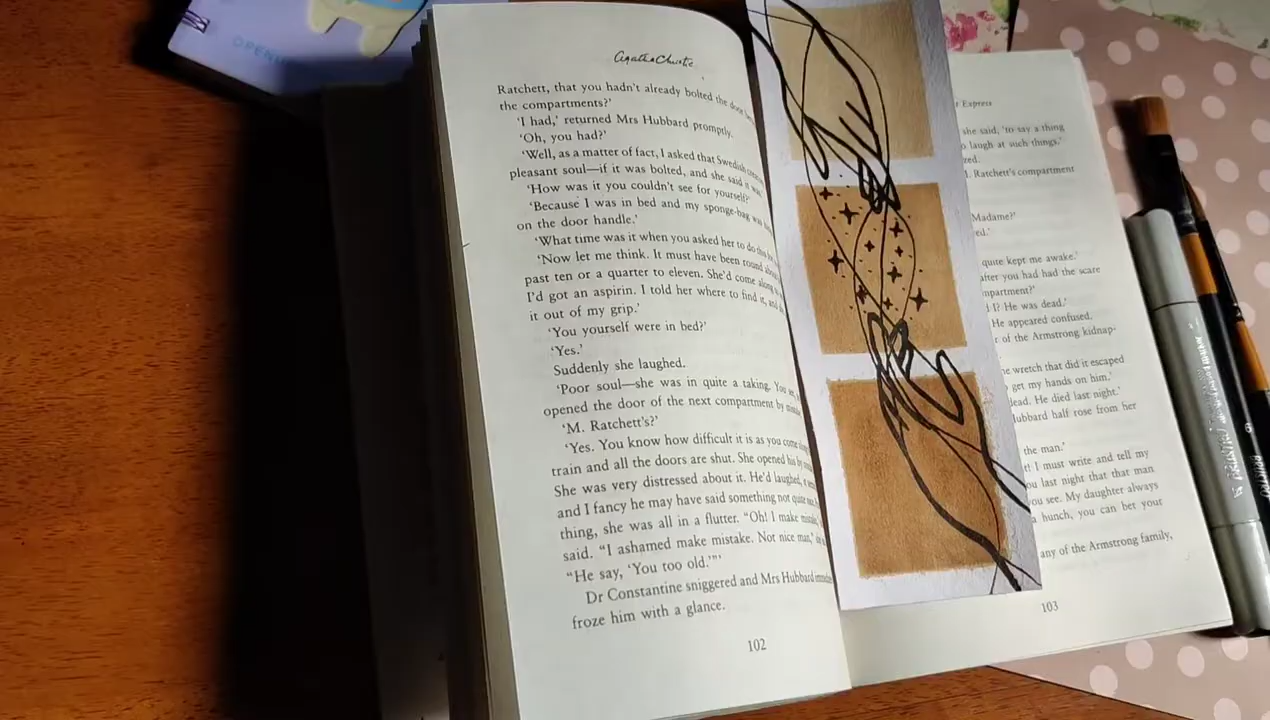 OPENI
Agatha Christie
Ratchett, that you hadn't already bolted the door
the compartments?'
'I had,' returned Mrs Hubbard promptly.
'Oh, you had?'
'Well, as a matter of fact, I asked that Swedish
pleasant soul—if it was bolted, and she said it was.'
'How was it you couldn't see for yourself?'
'Because I was in bed and my sponge-bag was
on the door handle.'
'What time was it when you asked her to do this
'Now let me think. It must have been round about
past ten or a quarter to eleven. She'd come along
I'd got an aspirin. I told her where to find it, and
it out of my grip.'
'You yourself were in bed?'
'Yes.'
Suddenly she laughed.
'Poor soul—she was in quite a taking. You see,
opened the door of the next compartment by
'M. Ratchett's?'
'Yes. You know how difficult it is as you come
train and all the doors are shut. She opened his by
She was very distressed about it. He'd laughed, it
and I fancy he may have said something not quite
thing, she was all in a flutter. "Oh! I make mistake,"
said. "I ashamed make mistake. Not nice man,"
"He say, 'You too old.'"'
Dr Constantine sniggered and Mrs Hubbard
froze him with a glance.
102
Express
she said, 'to say a thing
laugh at such things.'
M. Ratchett's compartment
Madame?'
quite kept me awake.'
after you had had the scare
I? He was dead.'
He appeared confused.
of the Armstrong kidnap-
wretch that did it escaped
get my hands on him.'
dead. He died last night.'
Hubbard half rose from her
the man.'
I must write and tell my
you last night that that man
you see. My daughter always
a hunch, you can bet your
any of the Armstrong family,
103